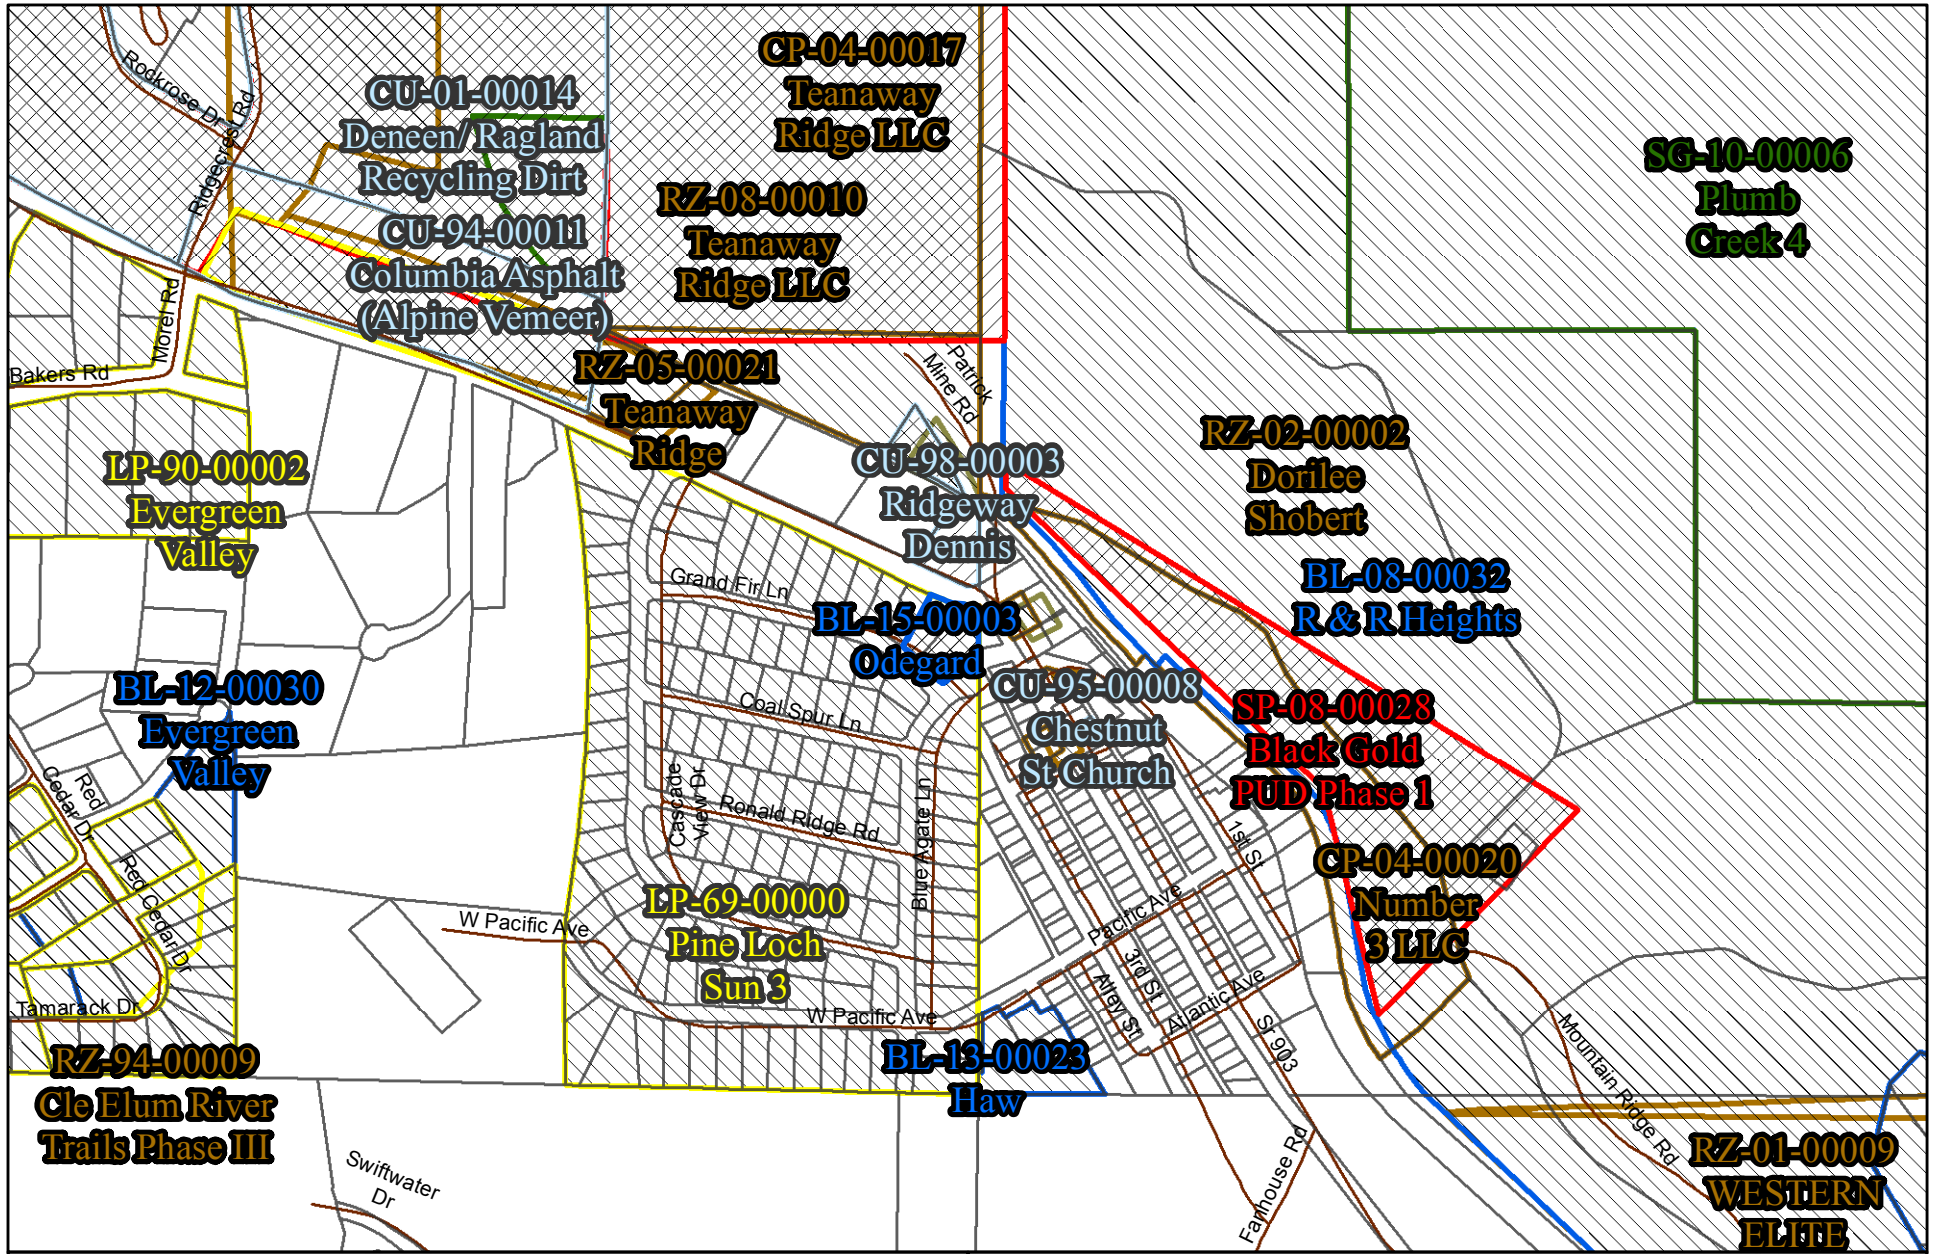 Rockrose Dr
Ridgecrest Rd
CU-01-00014
Deneen/ Ragland
Recycling Dirt
CU-94-00011
Columbia Asphalt
(Alpine Vemeer)
CP-04-00017
Teanaway
Ridge LLC
RZ-08-00010
Teanaway
Ridge LLC
SG-10-00006
Plumb
Creek 4
Morel Rd
Bakers Rd
RZ-05-00021
Teanaway
Ridge
Patrick
Mine Rd
RZ-02-00002
Dorilee
Shobert
LP-90-00002
Evergreen
Valley
CU-98-00003
Ridgeway
Dennis
BL-08-00032
R & R Heights
Grand Fir Ln
BL-15-00003
Odegard
BL-12-00030
Evergreen
Valley
Coal Spur Ln
CU-95-00008
Chestnut
St Church
SP-08-00028
Black Gold
PUD Phase 1
Red
Cedar Dr
Cascade
View Dr
Ronald Ridge Rd
Blue Agate Ln
1st St
CP-04-00020
Number
3 LLC
Red Cedar Dr
LP-69-00000
Pine Loch
Sun 3
W Pacific Ave
Pacific Ave
3rd St
Alley St
Atlantic Ave
Tamarack Dr
W Pacific Ave
Sr 903
Mountain Ridge Rd
RZ-94-00009
Cle Elum River
Trails Phase III
BL-13-00023
Haw
Fanhouse Rd
RZ-01-00009
WESTERN
ELITE
Swiftwater
Dr